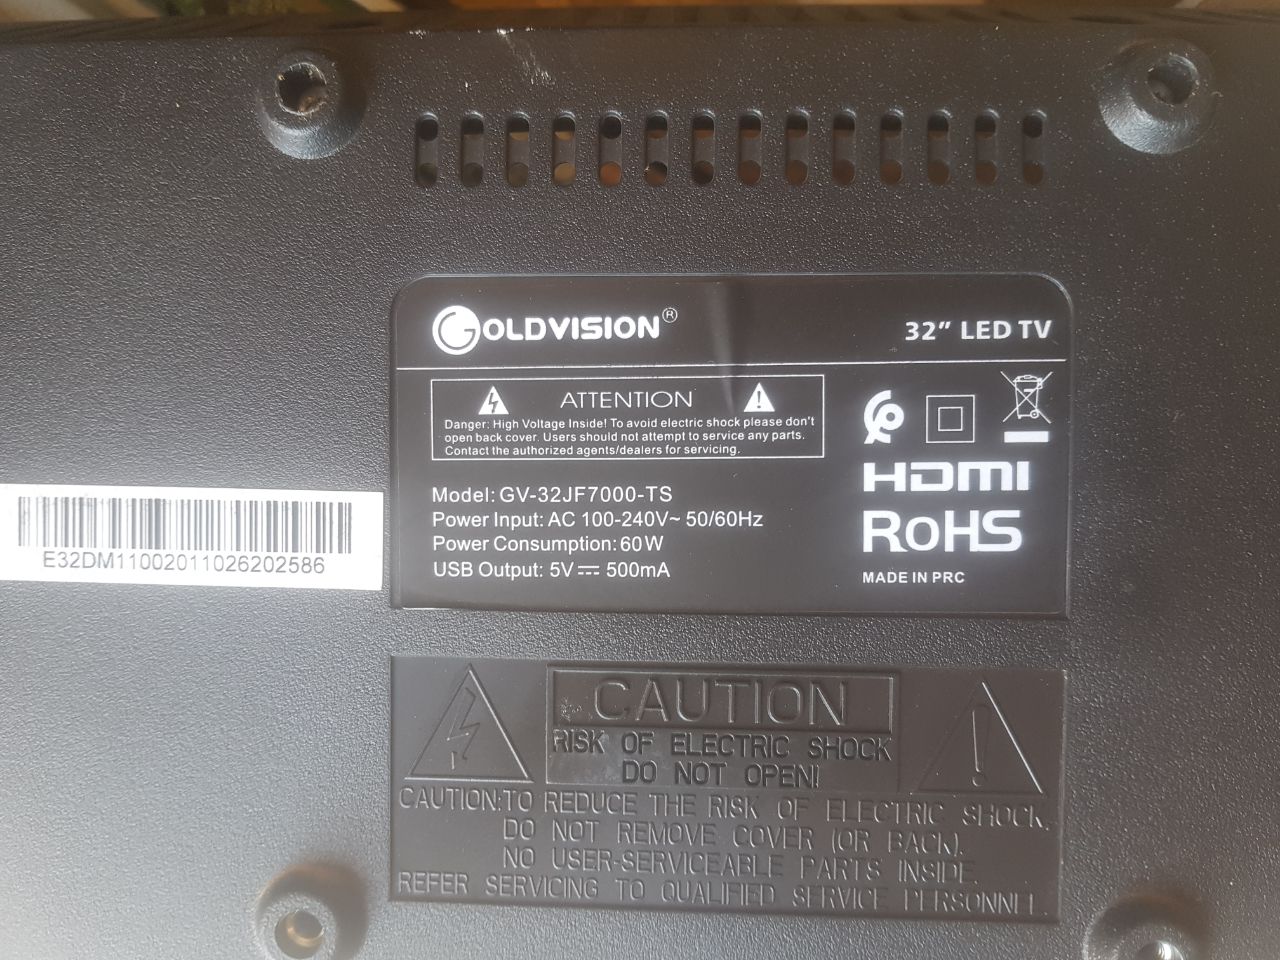 GOLDVISION®
32" LED TV
ATTENTION
Danger: High Voltage Inside! To avoid electric shock please don't
open back cover. Users should not attempt to service any parts.
Contact the authorized agents/dealers for servicing.
Model: GV-32JF7000-TS
Power Input: AC 100-240V~ 50/60Hz
Power Consumption: 60W
USB Output: 5V⎓ 500mA
HDMI
RoHS
MADE IN PRC
E32DM11002011026202586
CAUTION
RISK OF ELECTRIC SHOCK
DO NOT OPEN!
CAUTION:TO REDUCE THE RISK OF ELECTRIC SHOCK.
DO NOT REMOVE COVER (OR BACK).
NO USER-SERVICEABLE PARTS INSIDE.
REFER SERVICING TO QUALIFIED SERVICE PERSONNEL.